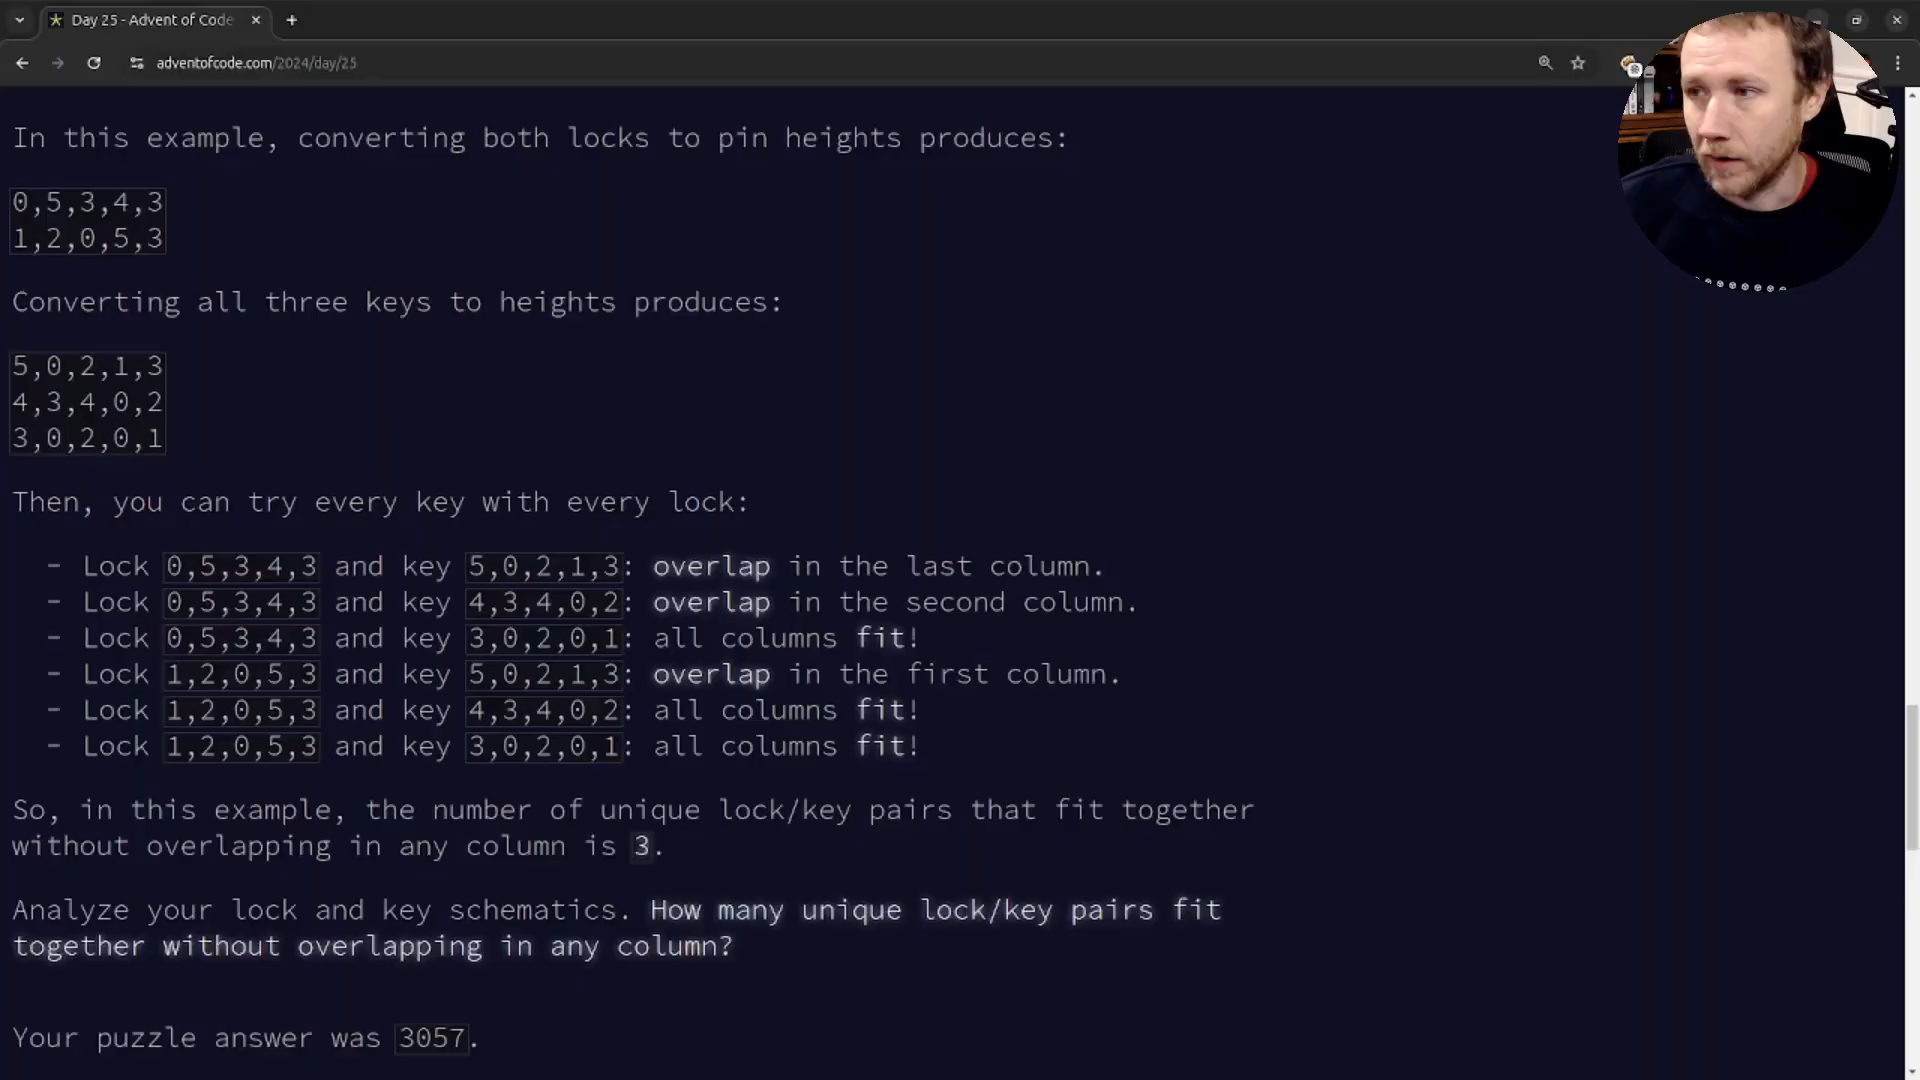 Day 25 - Advent of Code
adventofcode.com/2024/day/25
In this example, converting both locks to pin heights produces:
0,5,3,4,3
1,2,0,5,3
Converting all three keys to heights produces:
5,0,2,1,3
4,3,4,0,2
3,0,2,0,1
Then, you can try every key with every lock:
- Lock 0,5,3,4,3 and key 5,0,2,1,3: overlap in the last column.
- Lock 0,5,3,4,3 and key 4,3,4,0,2: overlap in the second column.
- Lock 0,5,3,4,3 and key 3,0,2,0,1: all columns fit!
- Lock 1,2,0,5,3 and key 5,0,2,1,3: overlap in the first column.
- Lock 1,2,0,5,3 and key 4,3,4,0,2: all columns fit!
- Lock 1,2,0,5,3 and key 3,0,2,0,1: all columns fit!
So, in this example, the number of unique lock/key pairs that fit together
without overlapping in any column is 3.
Analyze your lock and key schematics. How many unique lock/key pairs fit
together without overlapping in any column?
Your puzzle answer was 3057.